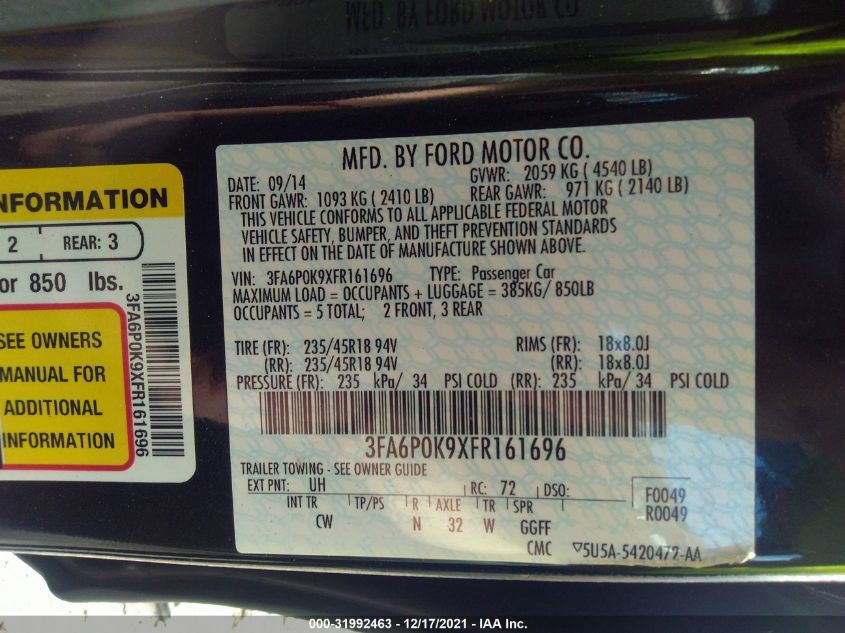 MFD. BY FORD MOTOR CO.
NFORMATION
2 REAR: 3
or 850 lbs.
SEE OWNERS
MANUAL FOR
ADDITIONAL
INFORMATION
3FA6P0K9XFR161696
MFD. BY FORD MOTOR CO.
DATE: 09/14 GVWR: 2059 KG ( 4540 LB)
FRONT GAWR: 1093 KG ( 2410 LB) REAR GAWR: 971 KG ( 2140 LB)
THIS VEHICLE CONFORMS TO ALL APPLICABLE FEDERAL MOTOR
VEHICLE SAFETY, BUMPER, AND THEFT PREVENTION STANDARDS
IN EFFECT ON THE DATE OF MANUFACTURE SHOWN ABOVE.
VIN: 3FA6P0K9XFR161696 TYPE: Passenger Car
MAXIMUM LOAD = OCCUPANTS + LUGGAGE = 385KG/ 850LB
OCCUPANTS = 5 TOTAL; 2 FRONT, 3 REAR
TIRE (FR): 235/45R18 94V RIMS (FR): 18x8.0J
(RR): 235/45R18 94V (RR): 18x8.0J
PRESSURE (FR): 235 kPa/ 34 PSI COLD (RR): 235 kPa/ 34 PSI COLD
3FA6P0K9XFR161696
TRAILER TOWING - SEE OWNER GUIDE
EXT PNT: UH RC: 72 DSO: F0049
INT TR TP/PS R AXLE TR SPR R0049
CW N 32 W GGFF
CMC ▽5U5A-5420472-AA
000-31992463 - 12/17/2021 - IAA Inc.